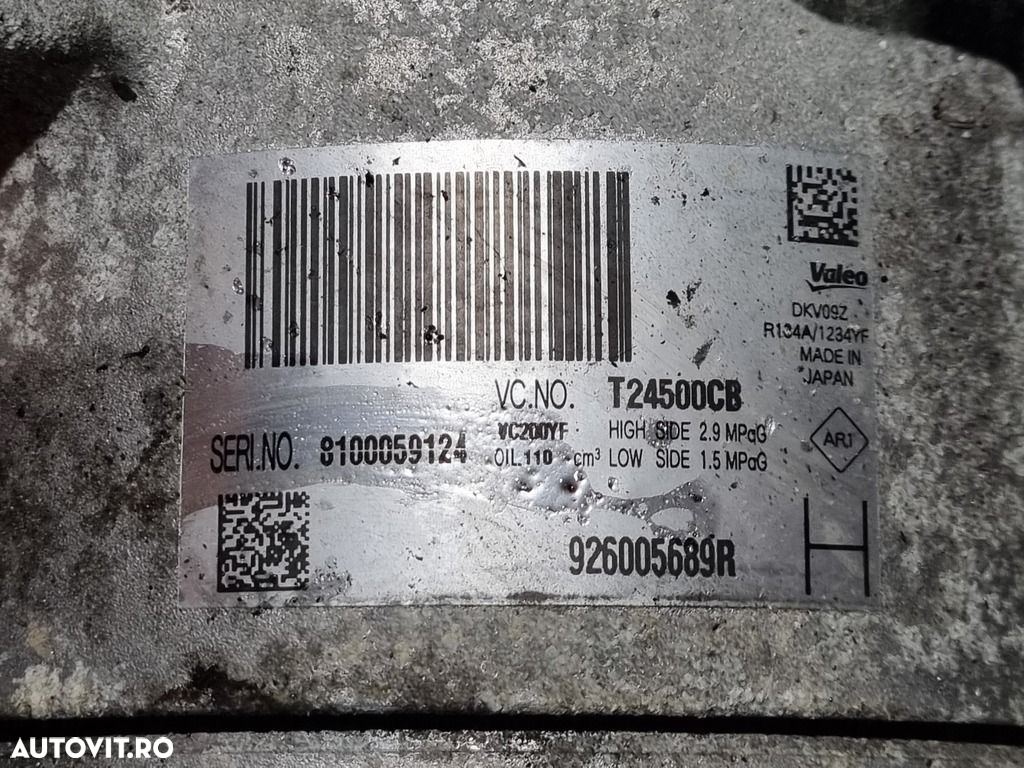 Valeo
DKV09Z
R134A/1234YF
MADE IN
JAPAN
VC.NO. T24500CB
VC200YF HIGH SIDE 2.9 MPaG
SERI.NO. 8100059124 OIL.110 cm³ LOW SIDE 1.5 MPaG
AR1
926005689R
H
AUTOVIT.RO